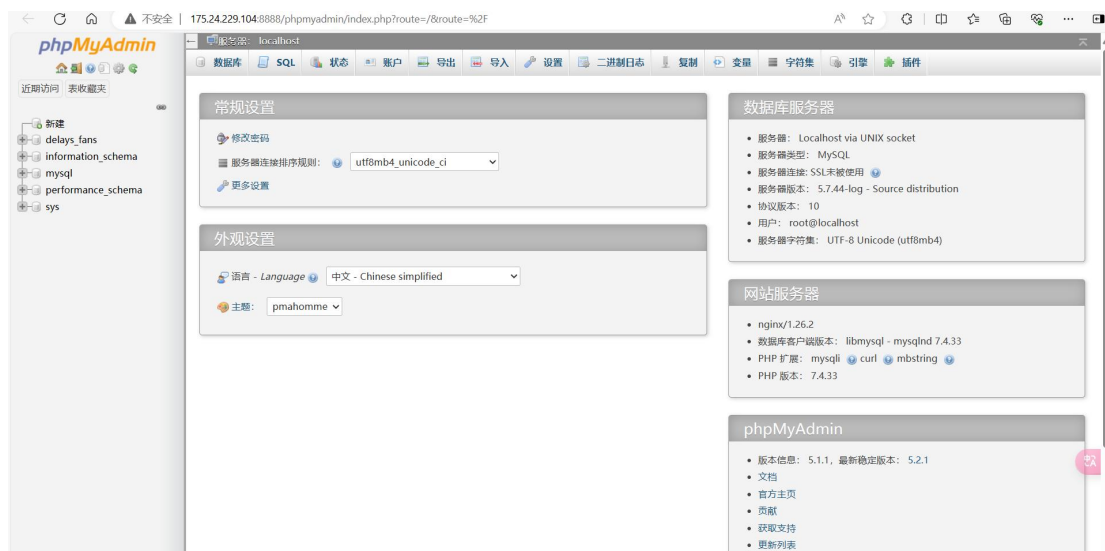 不安全
175.24.229.104:8888/phpmyadmin/index.php?route=/&route=%2F
phpMyAdmin
近期访问 表收藏夹
新建
delays_fans
information_schema
mysql
performance_schema
sys
服务器: localhost
数据库 SQL 状态 账户 导出 导入 设置 二进制日志 复制 变量 字符集 引擎 插件
常规设置
修改密码
服务器连接排序规则: utf8mb4_unicode_ci
更多设置
外观设置
语言 - Language 中文 - Chinese simplified
主题: pmahomme
数据库服务器
服务器: Localhost via UNIX socket
服务器类型: MySQL
服务器连接: SSL未被使用
服务器版本: 5.7.44-log - Source distribution
协议版本: 10
用户: root@localhost
服务器字符集: UTF-8 Unicode (utf8mb4)
网站服务器
nginx/1.26.2
数据库客户端版本: libmysql - mysqlnd 7.4.33
PHP 扩展: mysqli curl mbstring
PHP 版本: 7.4.33
phpMyAdmin
版本信息: 5.1.1, 最新稳定版本: 5.2.1
文档
官方主页
贡献
获取支持
更新列表